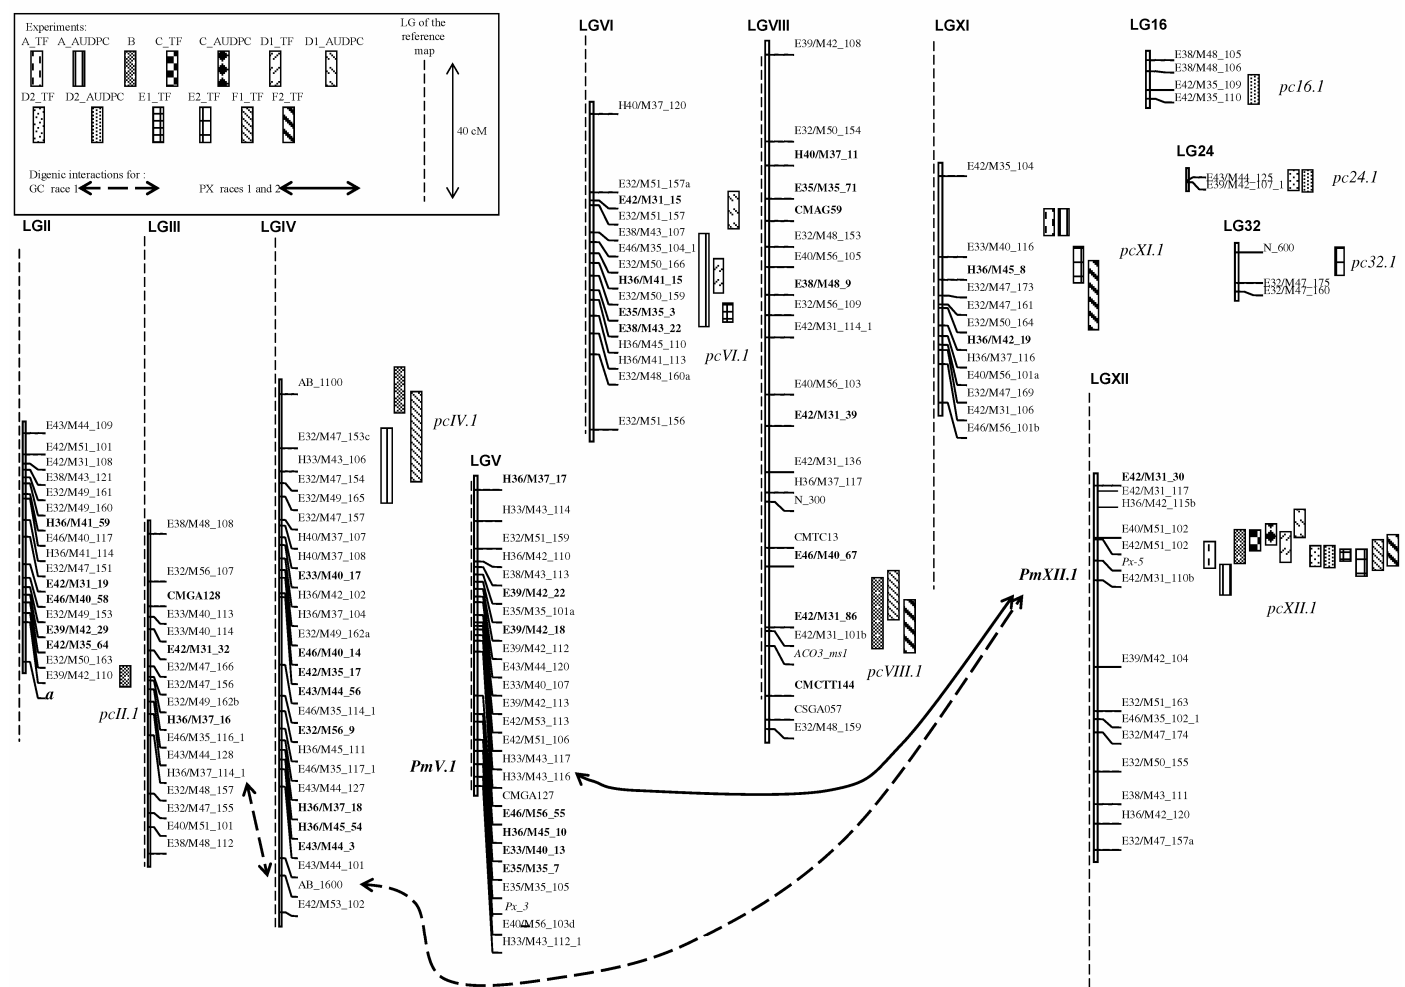 Experiments:
A_TF A_AUDPC B C_TF C_AUDPC D1_TF D1_AUDPC
D2_TF D2_AUDPC E1_TF E2_TF F1_TF F2_TF
Digenic interactions for :
GC race 1 PX races 1 and 2
LG of the
reference
map
40 cM
LGII
E43/M44_109
E42/M51_101
E42/M31_108
E38/M43_121
E32/M49_161
E32/M49_160
H36/M41_59
E46/M40_117
H36/M41_114
E32/M47_151
E42/M31_19
E46/M40_58
E32/M49_153
E39/M42_29
E42/M35_64
E32/M50_163
E39/M42_110
a
pcII.1
LGIII
E38/M48_108
E32/M56_107
CMGA128
E33/M40_113
E33/M40_114
E42/M31_32
E32/M47_166
E32/M47_156
E32/M49_162b
H36/M37_16
E46/M35_116_1
E43/M44_128
H36/M37_114_1
E32/M48_157
E32/M47_155
E40/M51_101
E38/M48_112
LGIV
AB_1100
E32/M47_153c
H33/M43_106
E32/M47_154
E32/M49_165
E32/M47_157
H40/M37_107
H40/M37_108
E33/M40_17
H36/M42_102
H36/M37_104
E32/M49_162a
E46/M40_14
E42/M35_17
E43/M44_56
E46/M35_114_1
E32/M56_9
H36/M45_111
E46/M35_117_1
E43/M44_127
H36/M37_18
H36/M45_54
E43/M44_3
E43/M44_101
AB_1600
E42/M53_102
pcIV.1
LGV
H36/M37_17
H33/M43_114
E32/M51_159
H36/M42_110
E38/M43_113
E39/M42_22
E35/M35_101a
E39/M42_18
E39/M42_112
E43/M44_120
E33/M40_107
E39/M42_113
E42/M53_113
E42/M51_106
H33/M43_117
H33/M43_116
CMGA127
E46/M56_55
H36/M45_10
E33/M40_13
E35/M35_7
E35/M35_105
Px_3
E40/M56_103d
H33/M43_112_1
PmV.1
LGVI
H40/M37_120
E32/M51_157a
E42/M31_15
E32/M51_157
E38/M43_107
E46/M35_104_1
E32/M50_166
H36/M41_15
E32/M50_159
E35/M35_3
E38/M43_22
H36/M45_110
H36/M41_113
E32/M48_160a
E32/M51_156
pcVI.1
LGVIII
E39/M42_108
E32/M50_154
H40/M37_11
E35/M35_71
CMAG59
E32/M48_153
E40/M56_105
E38/M48_9
E32/M56_109
E42/M31_114_1
E40/M56_103
E42/M31_39
E42/M31_136
H36/M37_117
N_300
CMTC13
E46/M40_67
E42/M31_86
E42/M31_101b
ACO3_ms1
CMCTT144
CSGA057
E32/M48_159
pcVIII.1
LGXI
E42/M35_104
E33/M40_116
H36/M45_8
E32/M47_173
E32/M47_161
E32/M50_164
H36/M42_19
H36/M37_116
E40/M56_101a
E32/M47_169
E42/M31_106
E46/M56_101b
pcXI.1
LG16
E38/M48_105
E38/M48_106
E42/M35_109
E42/M35_110
pc16.1
LG24
E43/M44_125
E39/M42_107_1
pc24.1
LG32
N_600
E32/M47_175
E32/M47_160
pc32.1
LGXII
E42/M31_30
E42/M31_117
H36/M42_115b
E40/M51_102
E42/M51_102
Px-5
E42/M31_110b
E39/M42_104
E32/M51_163
E46/M35_102_1
E32/M47_174
E32/M50_155
E38/M43_111
H36/M42_120
E32/M47_157a
PmXII.1
pcXII.1